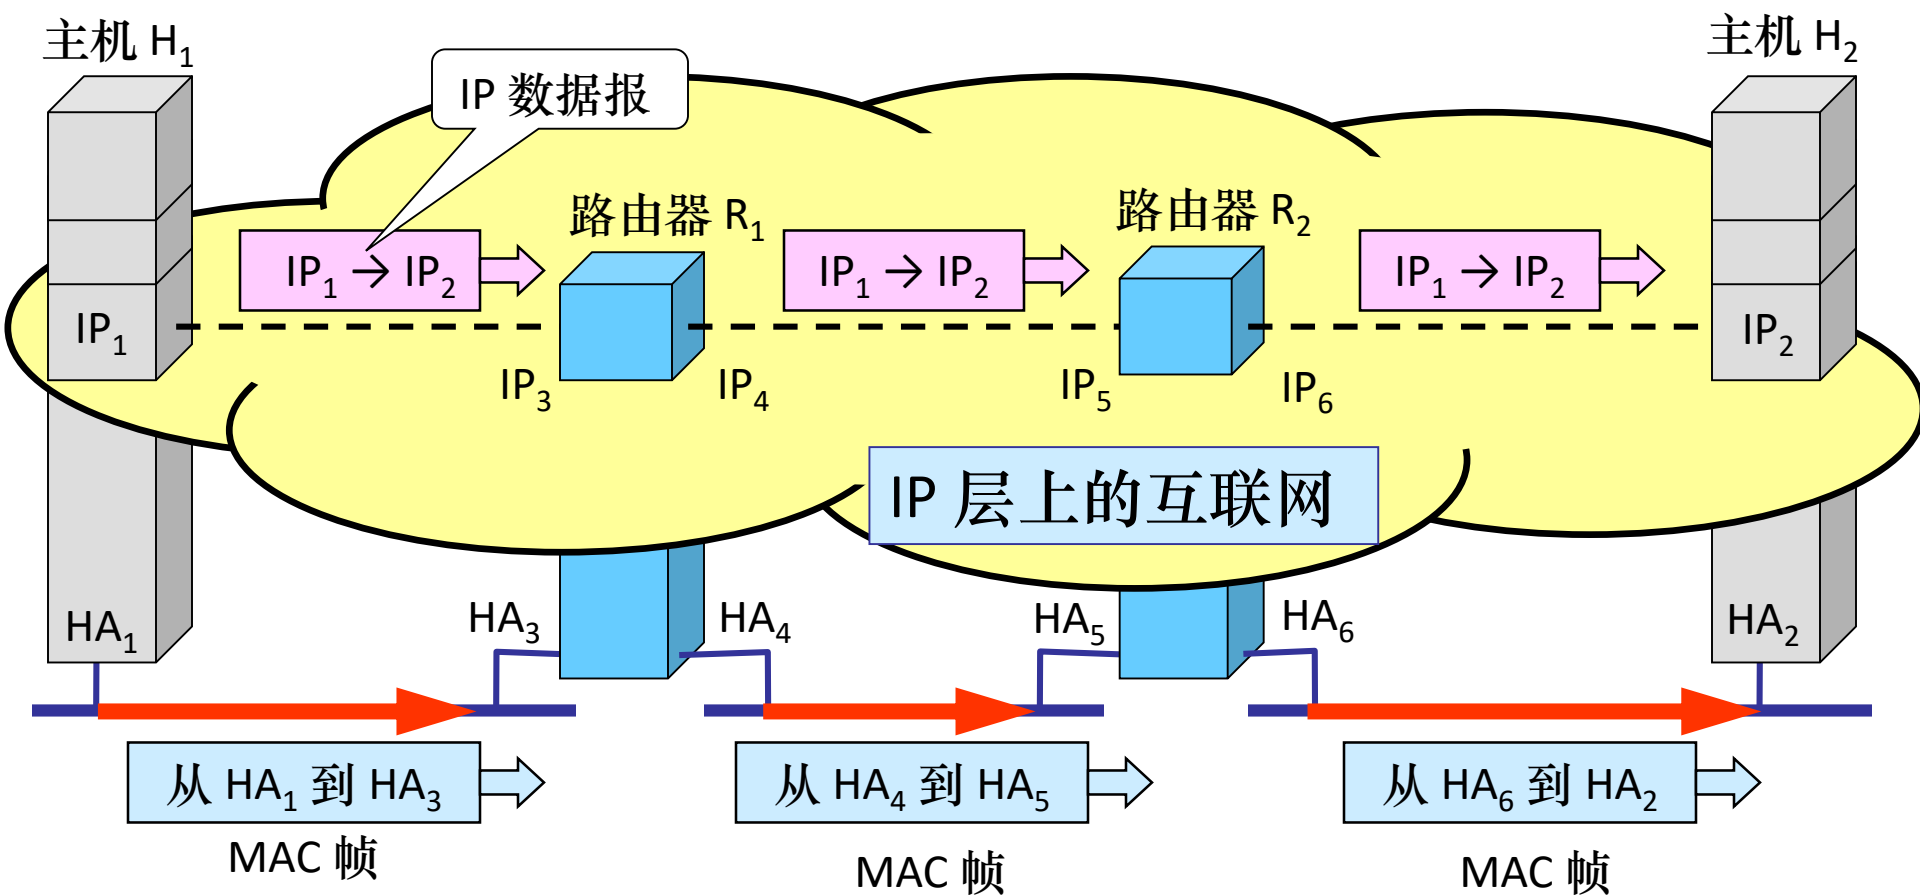 主机 H₁
主机 H₂
IP 数据报
路由器 R₁
路由器 R₂
IP₁ → IP₂
IP₁ → IP₂
IP₁ → IP₂
IP₁
IP₂
IP₃
IP₄
IP₅
IP₆
IP 层上的互联网
HA₁
HA₃
HA₄
HA₅
HA₆
HA₂
从 HA₁ 到 HA₃
从 HA₄ 到 HA₅
从 HA₆ 到 HA₂
MAC 帧
MAC 帧
MAC 帧